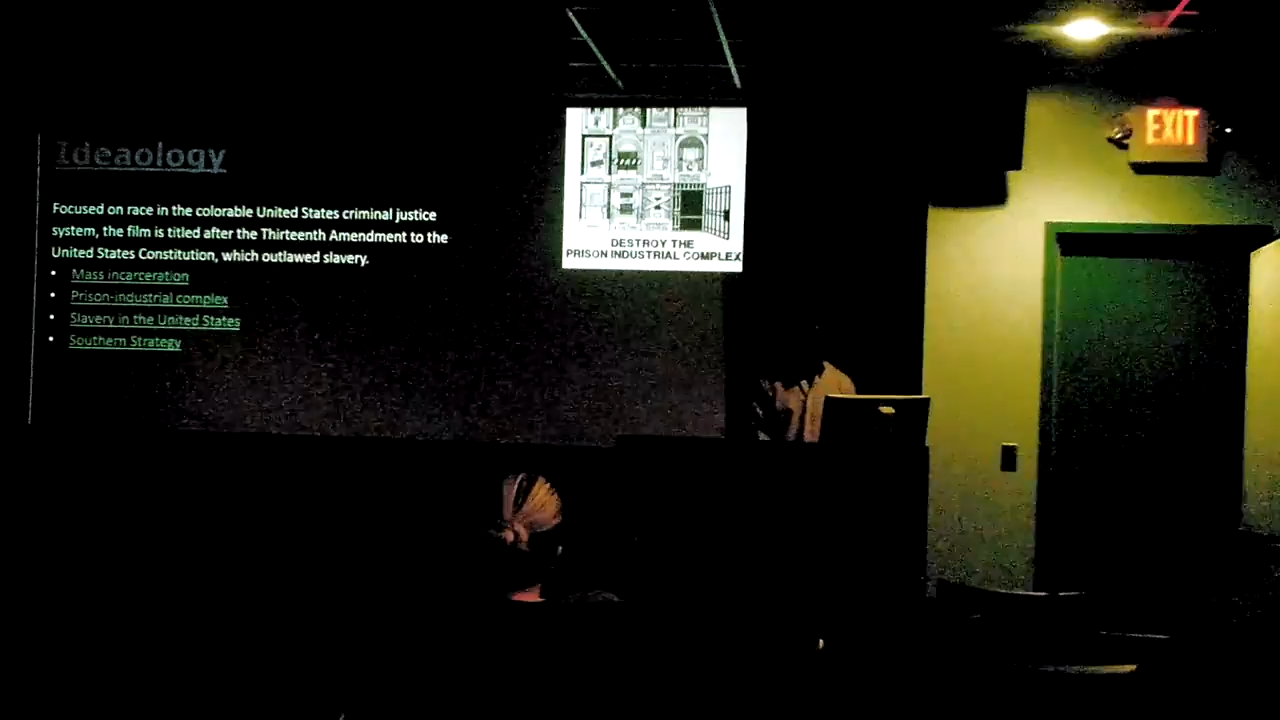 Ideaology
Focused on race in the colorable United States criminal justice
system, the film is titled after the Thirteenth Amendment to the
United States Constitution, which outlawed slavery.
• Mass incarceration
• Prison-industrial complex
• Slavery in the United States
• Southern Strategy
DESTROY THE
PRISON INDUSTRIAL COMPLEX
EXIT